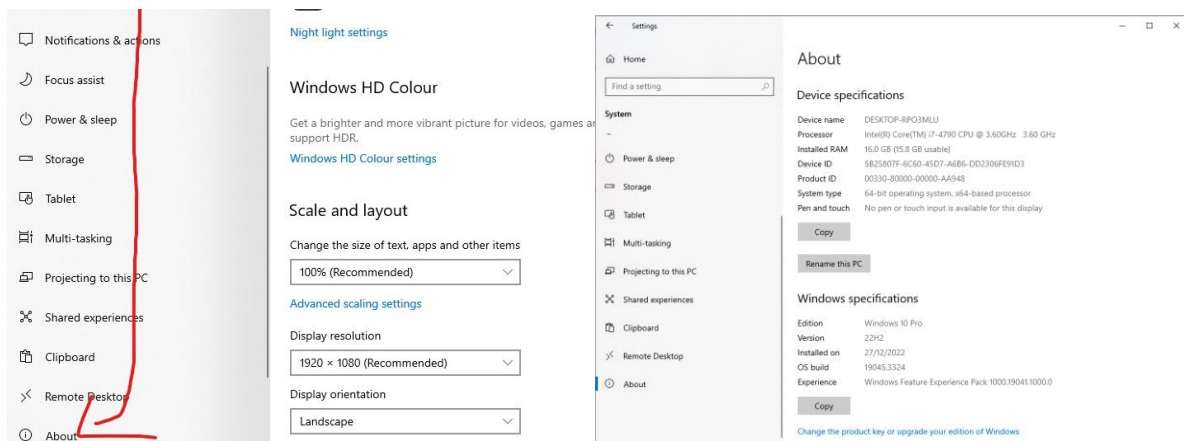 Notifications & actions
Focus assist
Power & sleep
Storage
Tablet
Multi-tasking
Projecting to this PC
Shared experiences
Clipboard
Remote Desktop
About
Night light settings
Windows HD Colour
Get a brighter and more vibrant picture for videos, games
support HDR.
Windows HD Colour settings
Scale and layout
Change the size of text, apps and other items
100% (Recommended)
Advanced scaling settings
Display resolution
1920 × 1080 (Recommended)
Display orientation
Landscape
Settings
Home
Find a setting
System
Power & sleep
Storage
Tablet
Multi-tasking
Projecting to this PC
Shared experiences
Clipboard
Remote Desktop
About
About
Device specifications
Device name DESKTOP-RPO3MLU
Processor Intel(R) Core(TM) i7-4790 CPU @ 3.60GHz 3.60 GHz
Installed RAM 16.0 GB (15.8 GB usable)
Device ID 5B25807F-6C60-45D7-A6B6-DD2306FE91D3
Product ID 00330-80000-00000-AA948
System type 64-bit operating system, x64-based processor
Pen and touch No pen or touch input is available for this display
Copy
Rename this PC
Windows specifications
Edition Windows 10 Pro
Version 22H2
Installed on 27/12/2022
OS build 19045.3324
Experience Windows Feature Experience Pack 1000.19041.1000.0
Copy
Change the product key or upgrade your edition of Windows